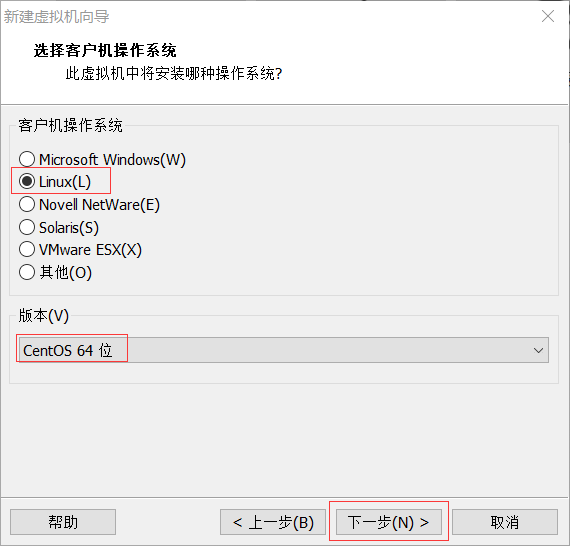 新建虚拟机向导
选择客户机操作系统
此虚拟机中将安装哪种操作系统?
客户机操作系统
Microsoft Windows(W)
Linux(L)
Novell NetWare(E)
Solaris(S)
VMware ESX(X)
其他(O)
版本(V)
CentOS 64 位
帮助
< 上一步(B)
下一步(N) >
取消